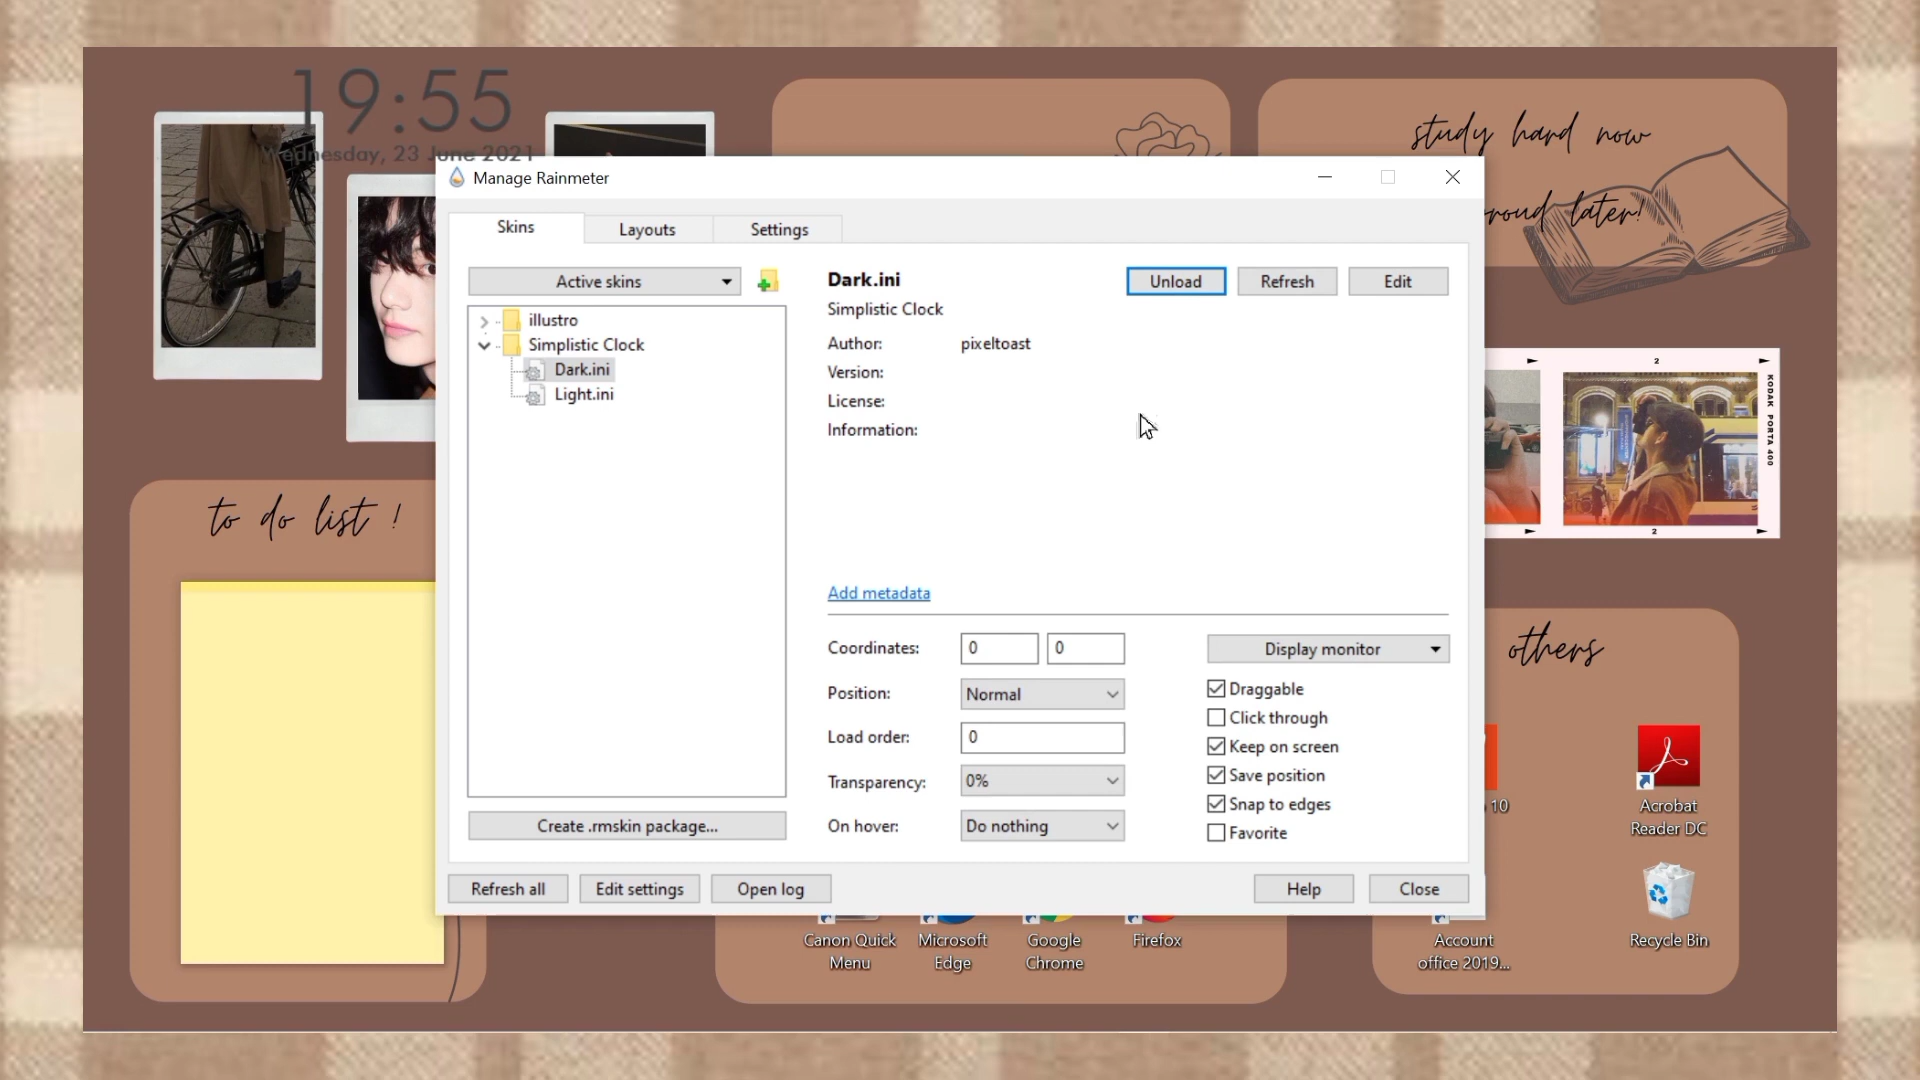 19:55
Wednesday, 23 June 2021
study hard now
proud later!
Manage Rainmeter
Skins
Layouts
Settings
Active skins
illustro
Simplistic Clock
Dark.ini
Light.ini
Create .rmskin package...
Dark.ini
Unload
Refresh
Edit
Simplistic Clock
Author: pixeltoast
Version:
License:
Information:
Add metadata
Coordinates: 0 0
Position: Normal
Load order: 0
Transparency: 0%
On hover: Do nothing
Display monitor
Draggable
Click through
Keep on screen
Save position
Snap to edges
Favorite
Refresh all
Edit settings
Open log
Help
Close
to do list !
2
KODAK PORTA 400
2
others
10
Acrobat
Reader DC
Canon Quick
Menu
Microsoft
Edge
Google
Chrome
Firefox
Account
office 2019...
Recycle Bin